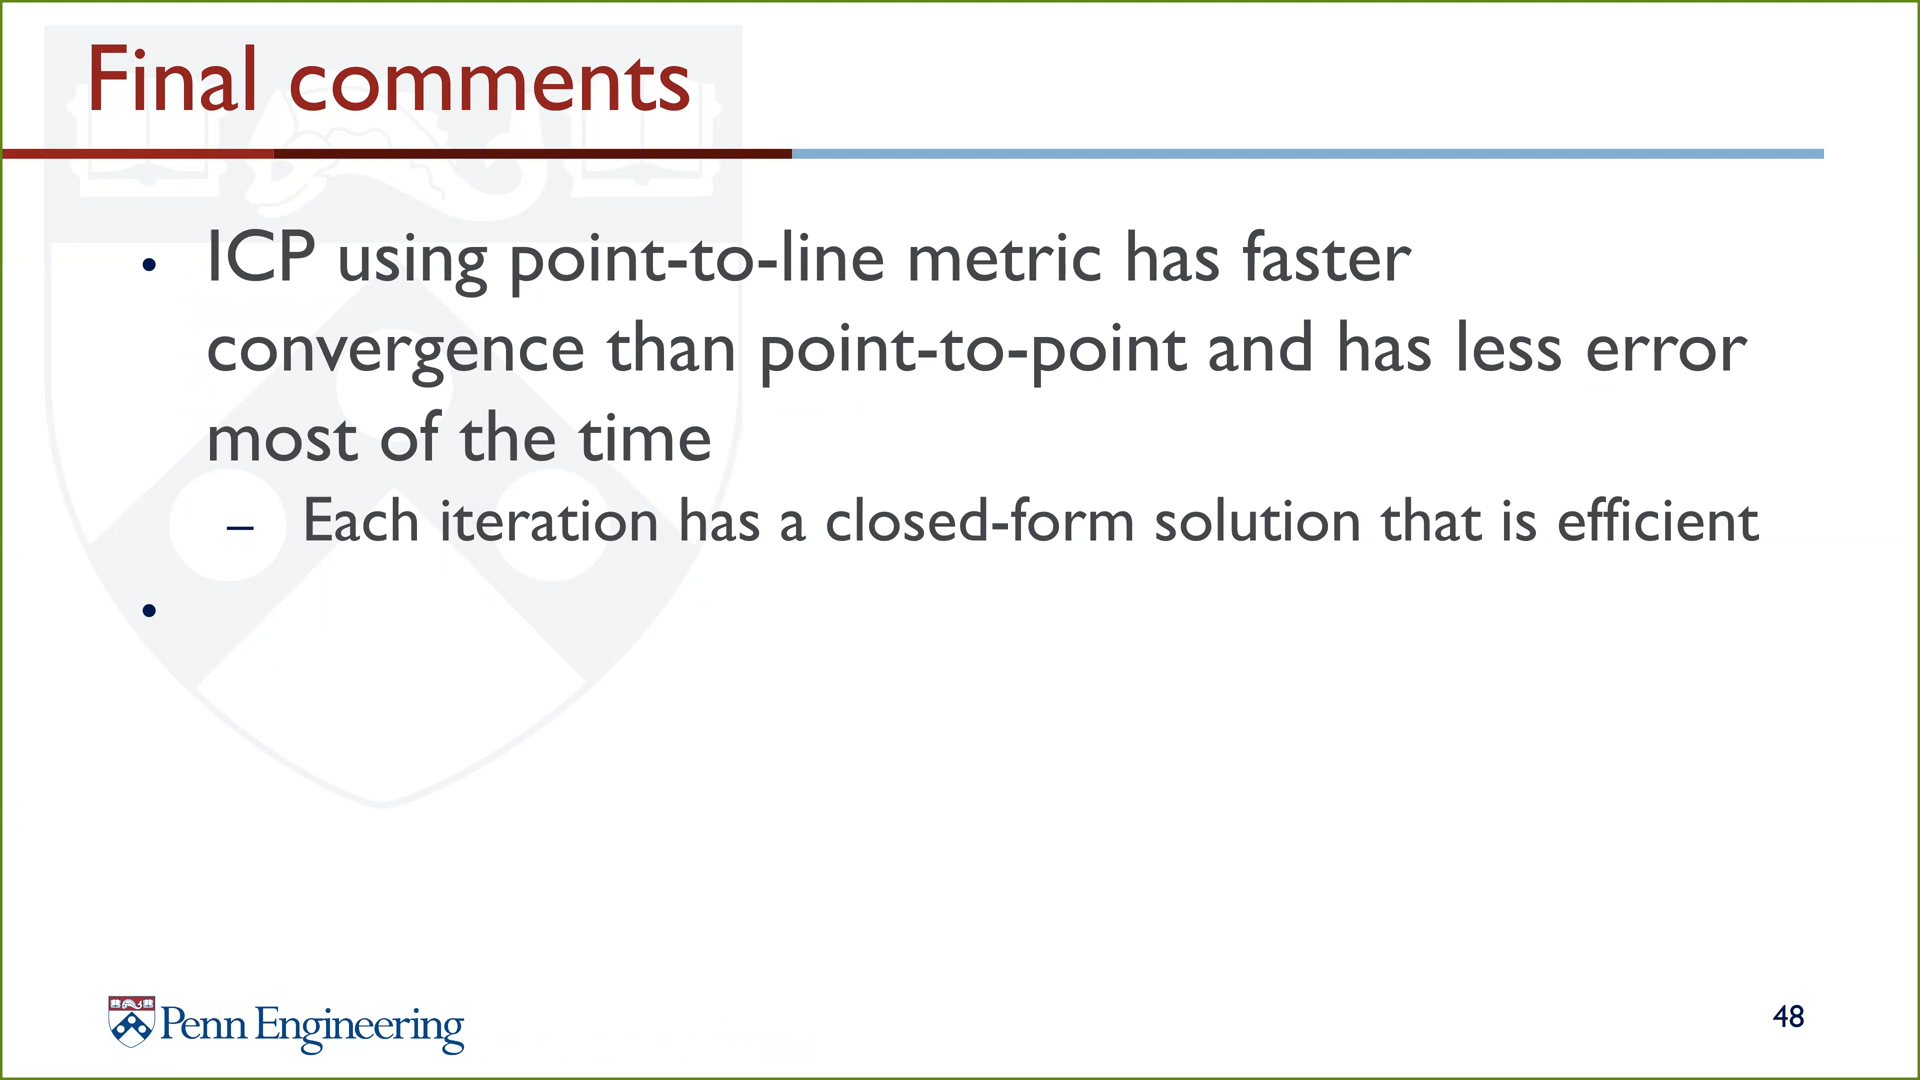 Final comments
• ICP using point-to-line metric has faster
convergence than point-to-point and has less error
most of the time
– Each iteration has a closed-form solution that is efficient
•
Penn Engineering
48